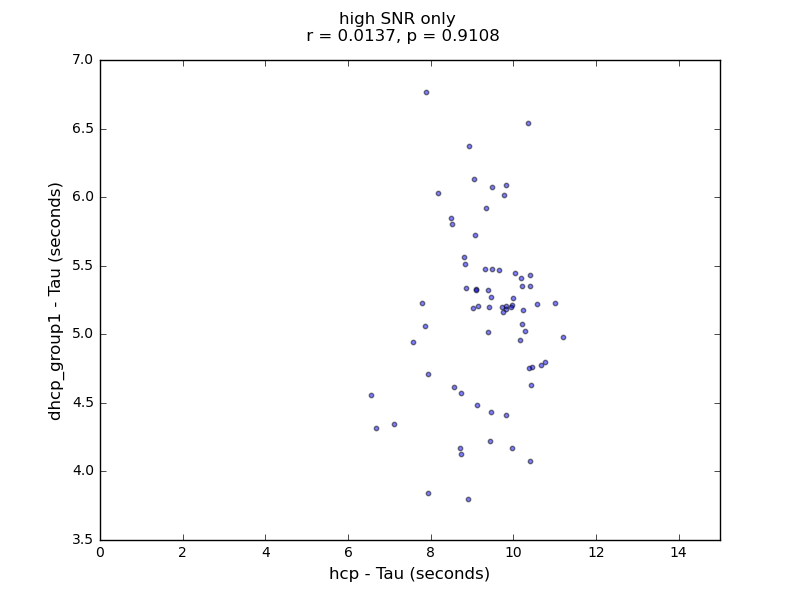 high SNR only
r = 0.0137, p = 0.9108
7.0
6.5
6.0
5.5
5.0
4.5
4.0
3.5
dhcp_group1 - Tau (seconds)
0 2 4 6 8 10 12 14
hcp - Tau (seconds)